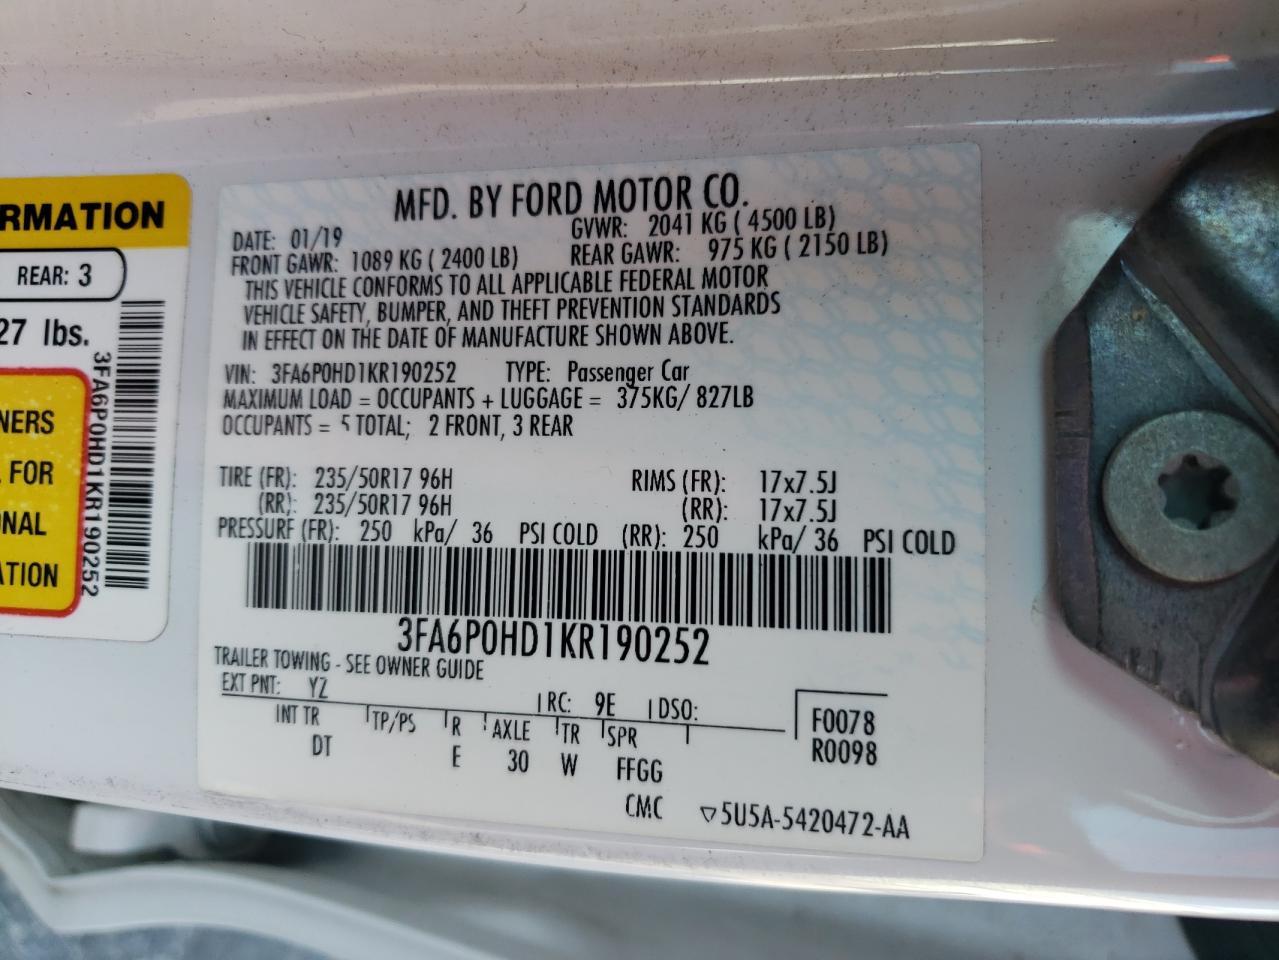 RMATION
REAR: 3
27 lbs.
3FA6P0HD1KR190252
NERS
FOR
NAL
ATION
MFD. BY FORD MOTOR CO.
DATE: 01/19 GVWR: 2041 KG ( 4500 LB)
FRONT GAWR: 1089 KG ( 2400 LB) REAR GAWR: 975 KG ( 2150 LB)
THIS VEHICLE CONFORMS TO ALL APPLICABLE FEDERAL MOTOR
VEHICLE SAFETY, BUMPER, AND THEFT PREVENTION STANDARDS
IN EFFECT ON THE DATE OF MANUFACTURE SHOWN ABOVE.
VIN: 3FA6P0HD1KR190252 TYPE: Passenger Car
MAXIMUM LOAD = OCCUPANTS + LUGGAGE = 375KG/ 827LB
OCCUPANTS = 5 TOTAL; 2 FRONT, 3 REAR
TIRE (FR): 235/50R17 96H RIMS (FR): 17x7.5J
(RR): 235/50R17 96H (RR): 17x7.5J
PRESSURE (FR): 250 kPa/ 36 PSI COLD (RR): 250 kPa/ 36 PSI COLD
3FA6P0HD1KR190252
TRAILER TOWING - SEE OWNER GUIDE
EXT PNT: YZ RC: 9E DSO:
INT TR TP/PS R AXLE TR SPR F0078
DT E 30 W FFGG R0098
CMC ▽5U5A-5420472-AA